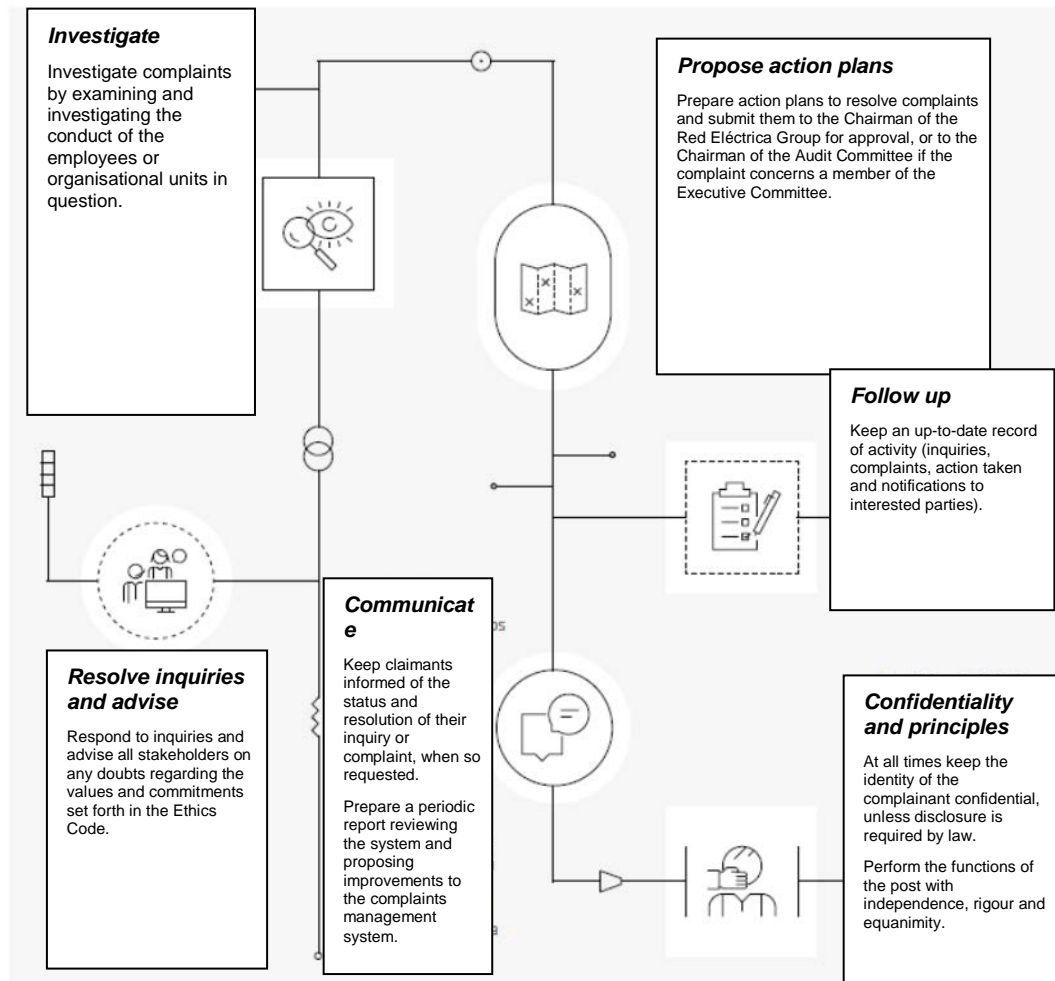 Investigate
Investigate complaints
by examining and
investigating the
conduct of the
employees or
organisational units in
question.
Propose action plans
Prepare action plans to resolve complaints
and submit them to the Chairman of the
Red Eléctrica Group for approval, or to the
Chairman of the Audit Committee if the
complaint concerns a member of the
Executive Committee.
Follow up
Keep an up-to-date record
of activity (inquiries,
complaints, action taken
and notifications to
interested parties).
Resolve inquiries
and advise
Respond to inquiries and
advise all stakeholders on
any doubts regarding the
values and commitments
set forth in the Ethics
Code.
Communicat
e
Keep claimants
informed of the
status and
resolution of their
inquiry or
complaint, when so
requested.
Prepare a periodic
report reviewing
the system and
proposing
improvements to
the complaints
management
system.
Confidentiality
and principles
At all times keep the
identity of the
complainant confidential,
unless disclosure is
required by law.
Perform the functions of
the post with
independence, rigour and
equanimity.